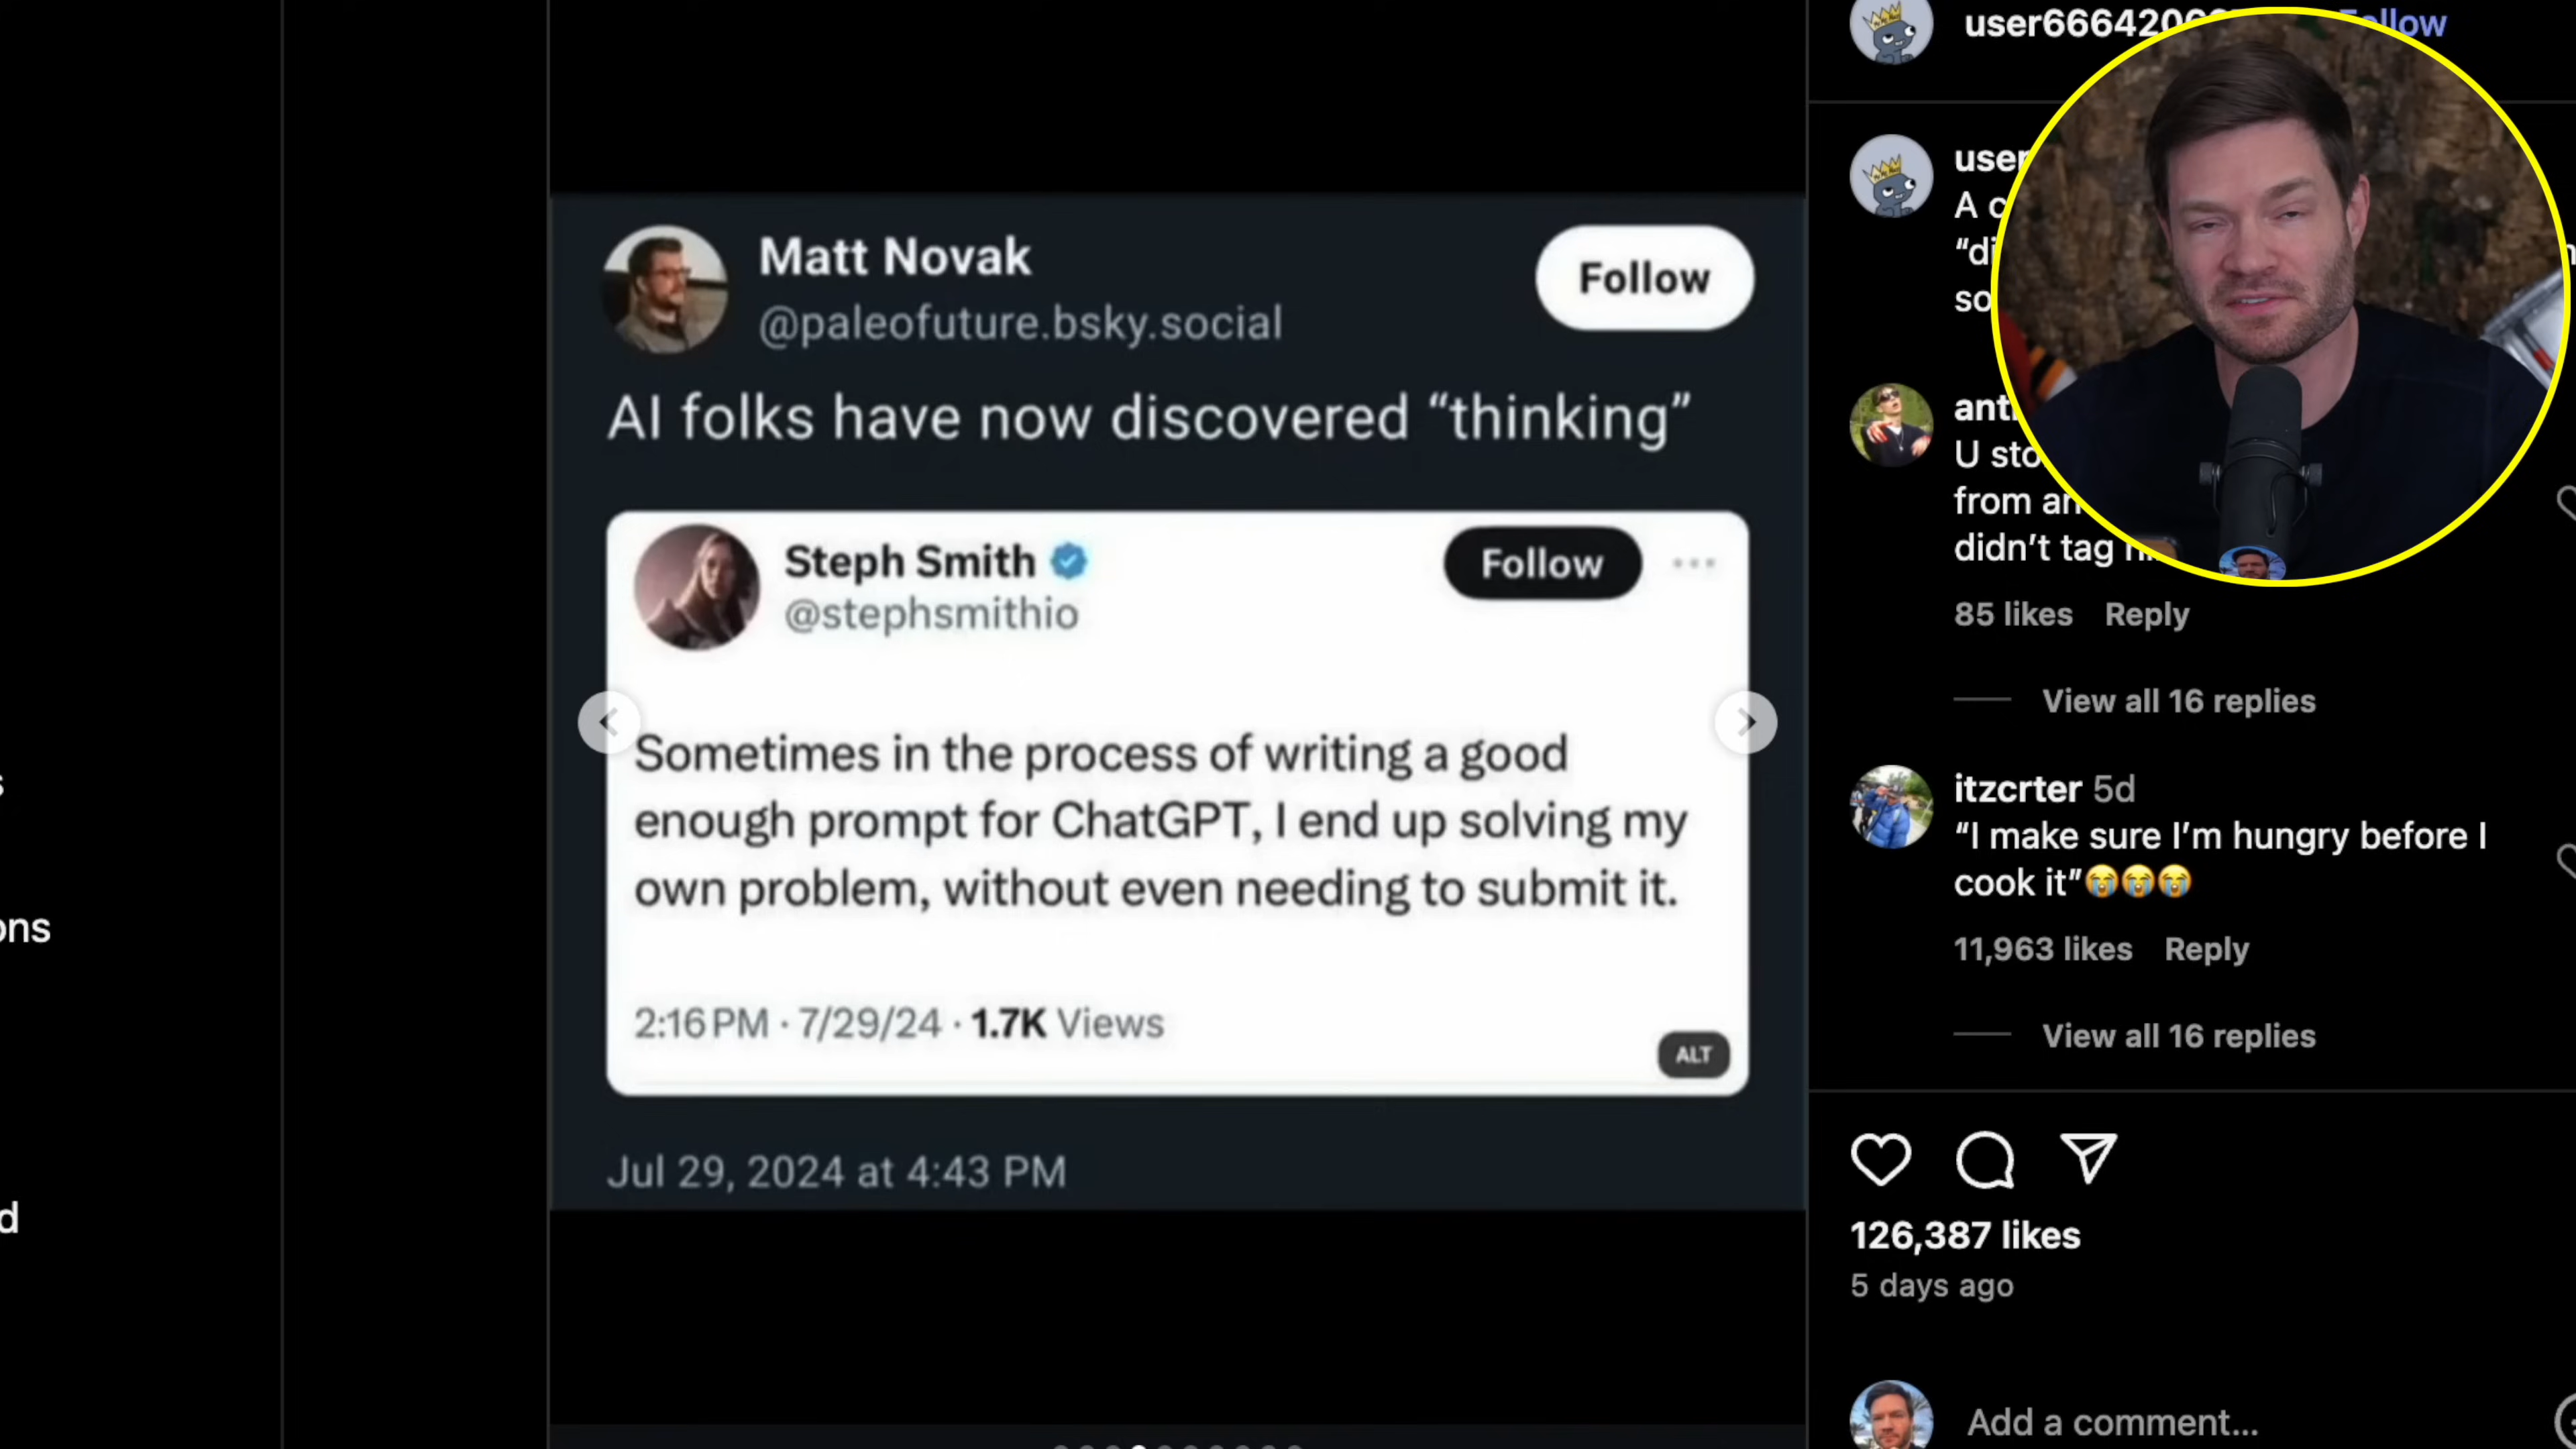 Matt Novak
@paleofuture.bsky.social
Follow
AI folks have now discovered “thinking”
Steph Smith
@stephsmithio
Follow
Sometimes in the process of writing a good
enough prompt for ChatGPT, I end up solving my
own problem, without even needing to submit it.
2:16 PM · 7/29/24 · 1.7K Views
ALT
Jul 29, 2024 at 4:43 PM
from
didn’t tag
85 likes Reply
View all 16 replies
itzcrter 5d
“I make sure I’m hungry before I
cook it”😭😭😭
11,963 likes Reply
View all 16 replies
126,387 likes
5 days ago
Add a comment...